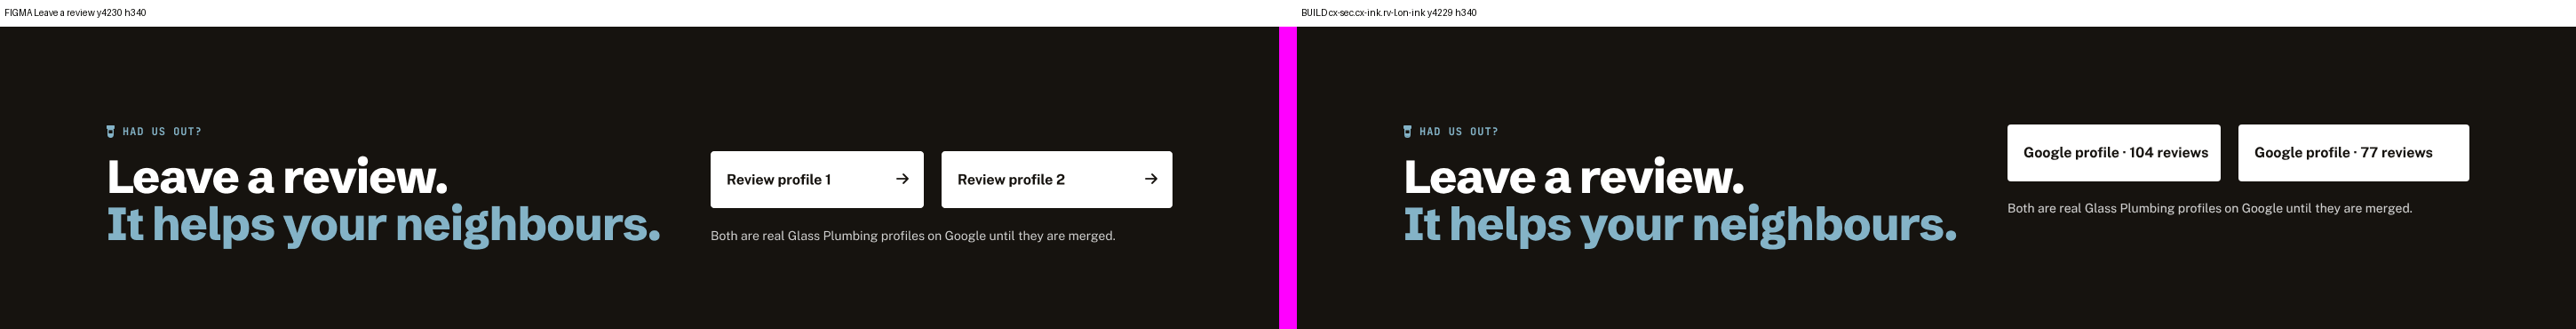 FIGMA Leave a review y4230 h340
HAD US OUT?
Leave a review.
It helps your neighbours.
Review profile 1 →
Review profile 2 →
Both are real Glass Plumbing profiles on Google until they are merged.
BUILD cx-sec.cx-ink.rv-l.on-ink y4229 h340
HAD US OUT?
Leave a review.
It helps your neighbours.
Google profile · 104 reviews
Google profile · 77 reviews
Both are real Glass Plumbing profiles on Google until they are merged.